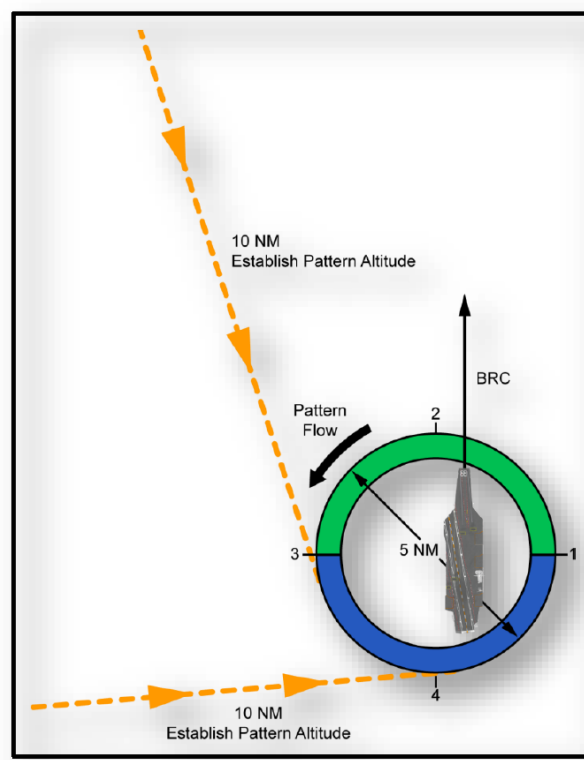 10 NM
Establish Pattern Altitude
BRC
Pattern
Flow
2
3
5 NM
1
4
10 NM
Establish Pattern Altitude